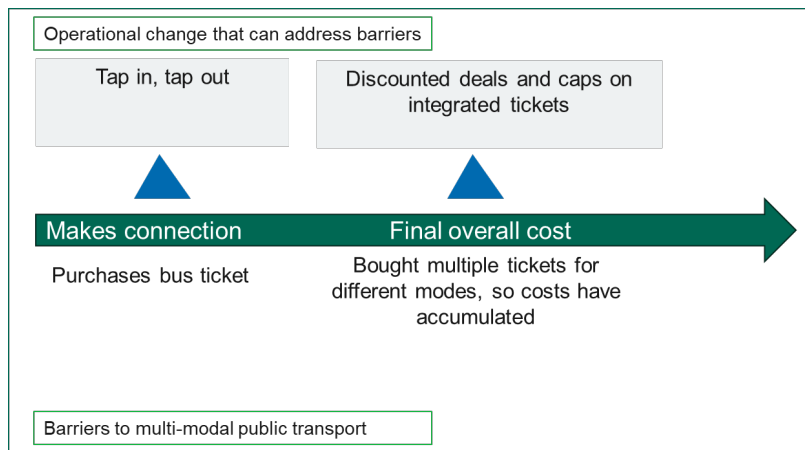 Operational change that can address barriers
Tap in, tap out
Discounted deals and caps on
integrated tickets
Makes connection
Final overall cost
Purchases bus ticket
Bought multiple tickets for
different modes, so costs have
accumulated
Barriers to multi-modal public transport